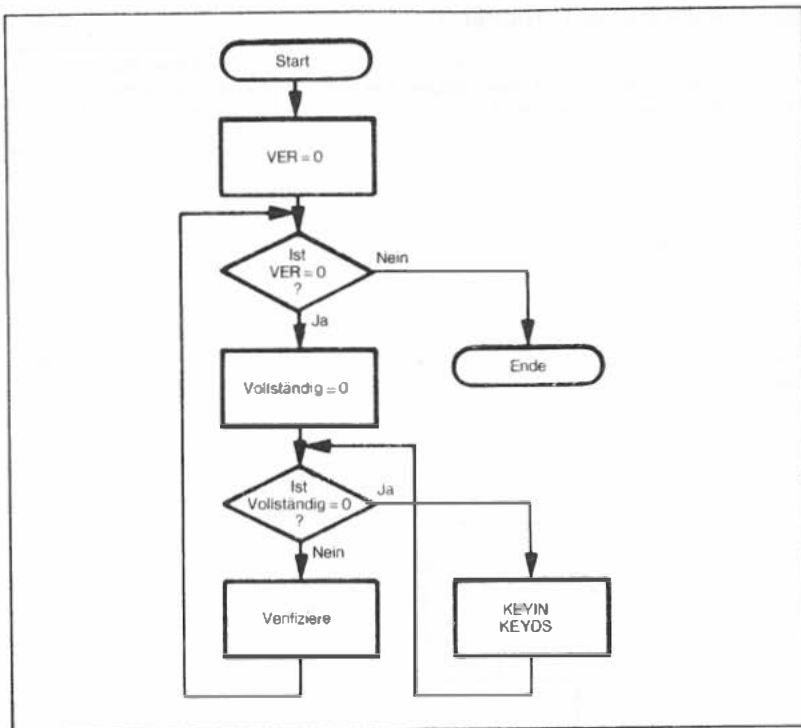 Start
VER = 0
Ist
VER = 0
?
Nein
Ja
Ende
Vollständig = 0
Ist
Vollständig = 0
?
Ja
Nein
Verifiziere
KEYIN
KEYDS